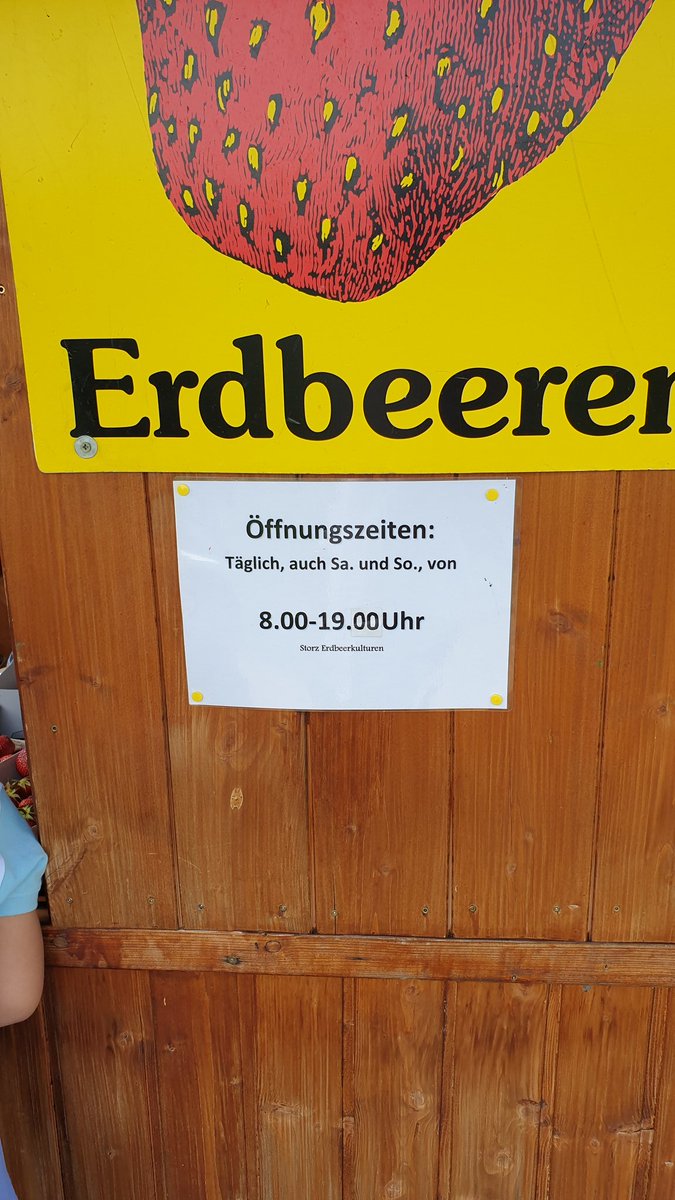 Erdbeeren
Öffnungszeiten:
Täglich, auch Sa. und So., von
8.00-19.00Uhr
Storz Erdbeerkulturen